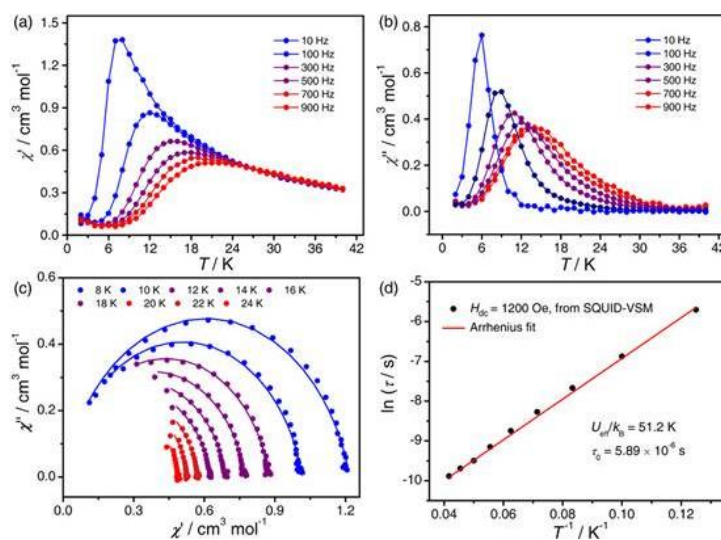 (a)
1.5
1.2
0.9
0.6
0.3
0.0
χ' / cm³ mol⁻¹
10 Hz
100 Hz
300 Hz
500 Hz
700 Hz
900 Hz
0 6 12 18 24 30 36 42
T / K
(b)
0.8
0.6
0.4
0.2
0.0
χ'' / cm³ mol⁻¹
10 Hz
100 Hz
300 Hz
500 Hz
700 Hz
900 Hz
0 6 12 18 24 30 36 42
T / K
(c)
0.6
0.4
0.2
0.0
χ'' / cm³ mol⁻¹
8 K 10 K 12 K 14 K 16 K
18 K 20 K 22 K 24 K
0.0 0.3 0.6 0.9 1.2
χ' / cm³ mol⁻¹
(d)
-5
-6
-7
-8
-9
-10
ln (τ / s)
H_dc = 1200 Oe, from SQUID-VSM
Arrhenius fit
U_eff/k_B = 51.2 K
τ₀ = 5.89 × 10⁻⁶ s
0.04 0.06 0.08 0.10 0.12
T⁻¹ / K⁻¹